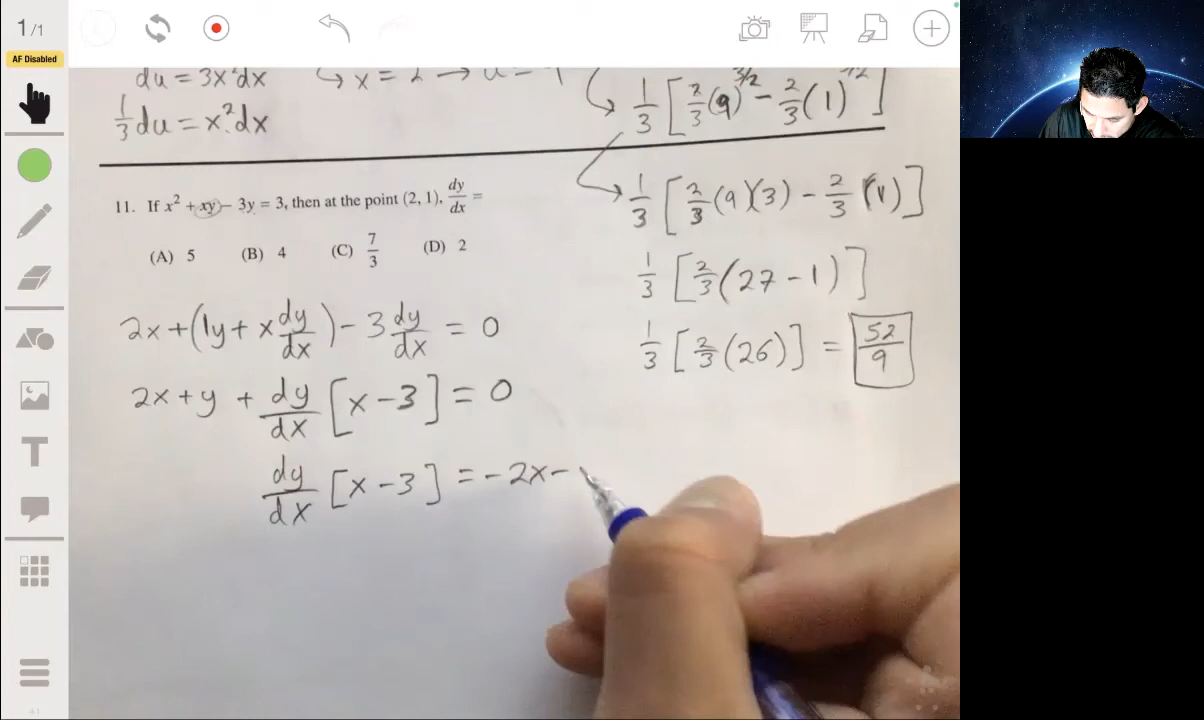 1/1
AF Disabled
du = 3x²dx
↳ x = 2 → u =
1/3 du = x²dx
1/3 [2/3(9)^3/2 - 2/3(1)^3/2]
1/3 [2/3(9)(3) - 2/3(1)]
1/3 [2/3(27 - 1)]
1/3 [2/3(26)] = 52/9
11. If x² + xy - 3y = 3, then at the point (2, 1), dy/dx =
(A) 5 (B) 4 (C) 7/3 (D) 2
2x + (1y + x dy/dx) - 3 dy/dx = 0
2x + y + dy/dx [x - 3] = 0
dy/dx [x - 3] = -2x -
T